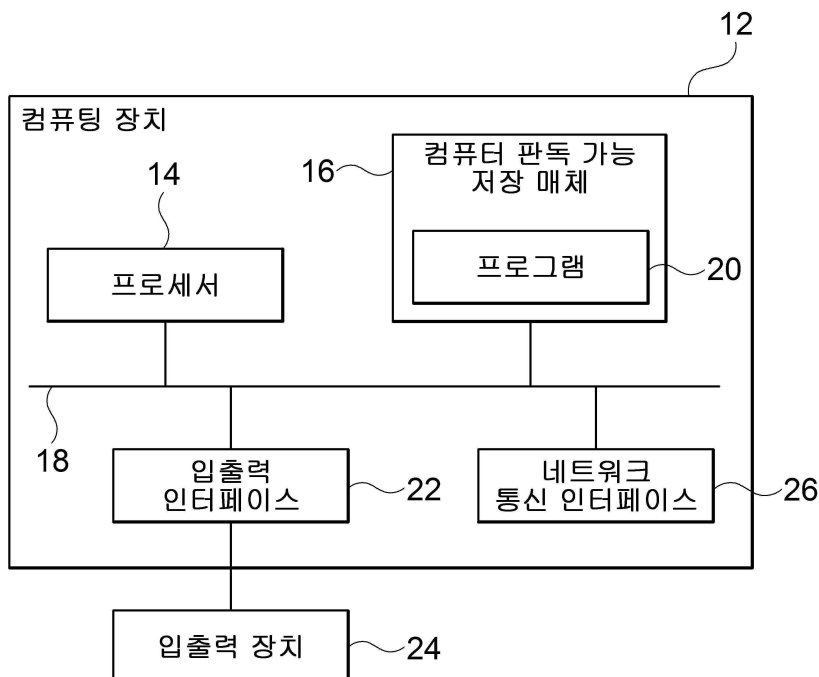 12
컴퓨팅 장치
14
16
컴퓨터 판독 가능
저장 매체
프로세서
프로그램
20
18
입출력
인터페이스
22
네트워크
통신 인터페이스
26
입출력 장치
24